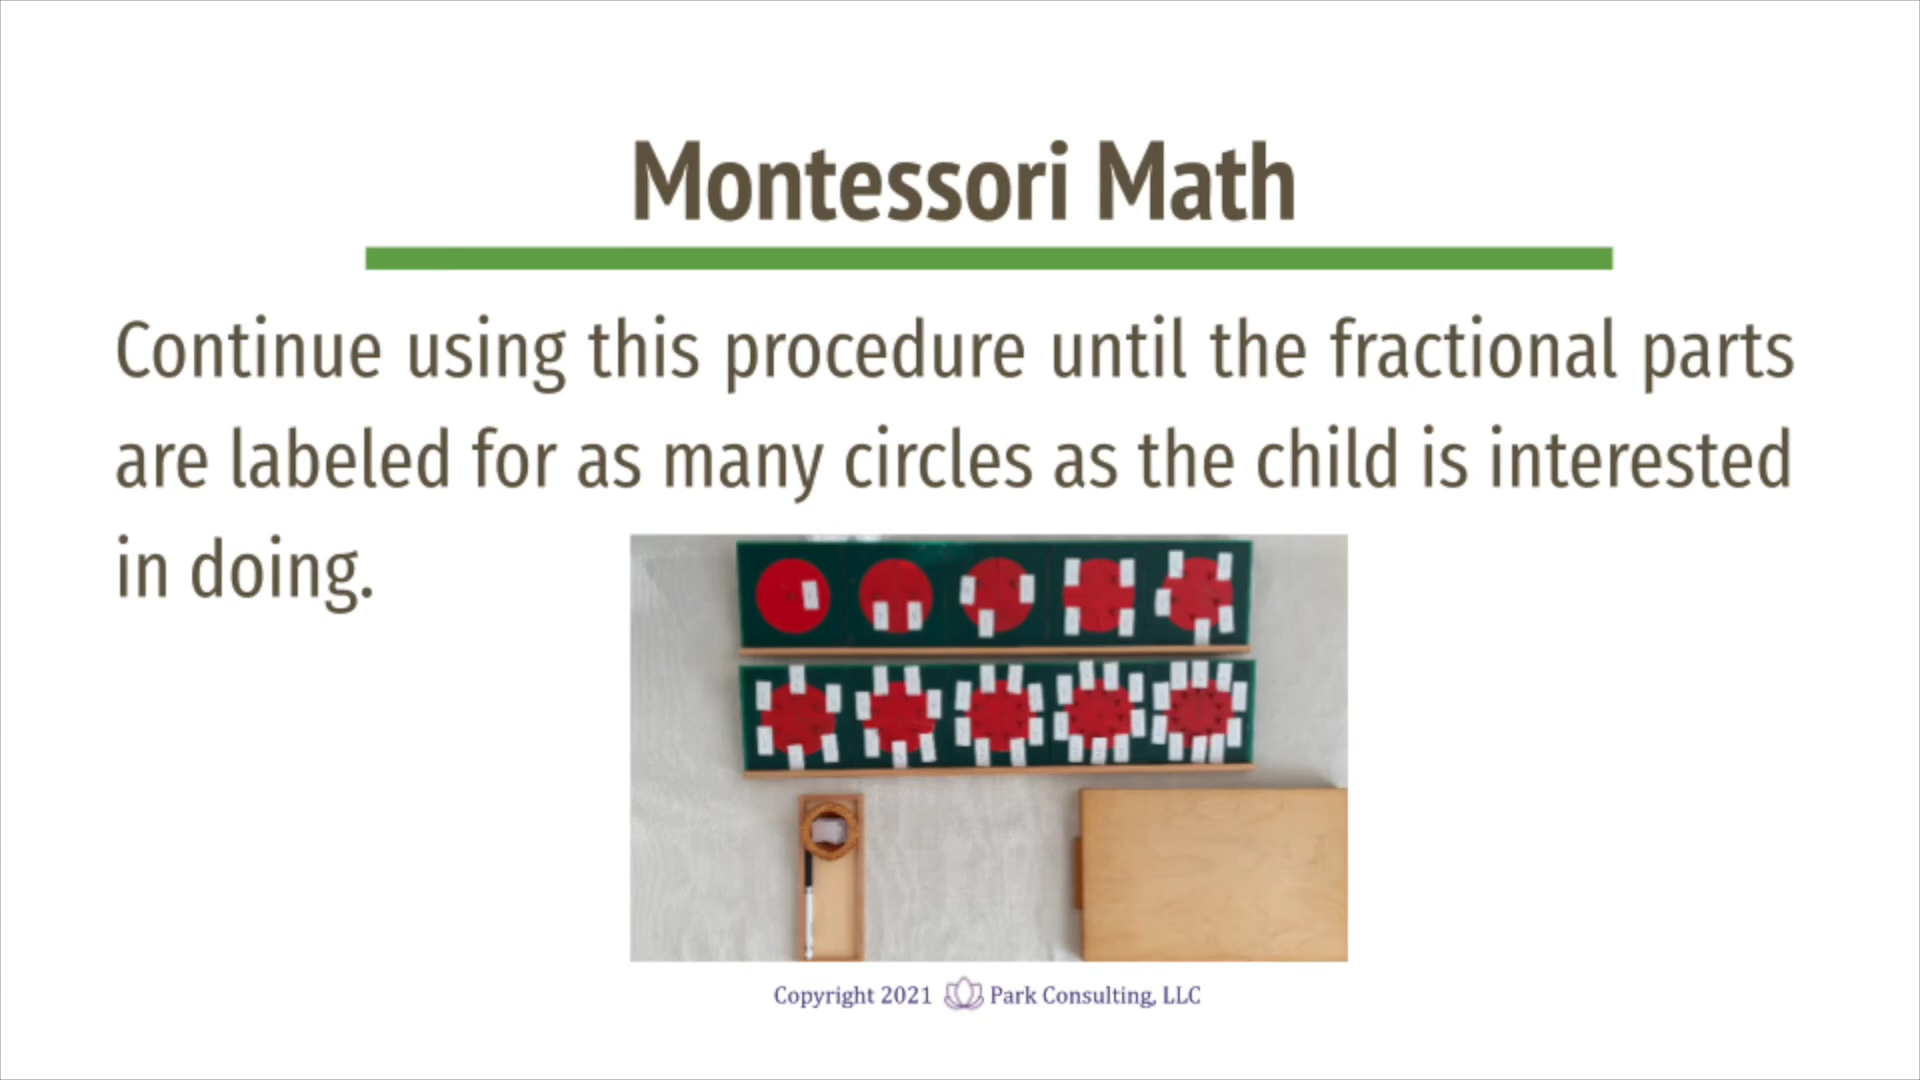 Montessori Math
Continue using this procedure until the fractional parts
are labeled for as many circles as the child is interested
in doing.
Copyright 2021 Park Consulting, LLC